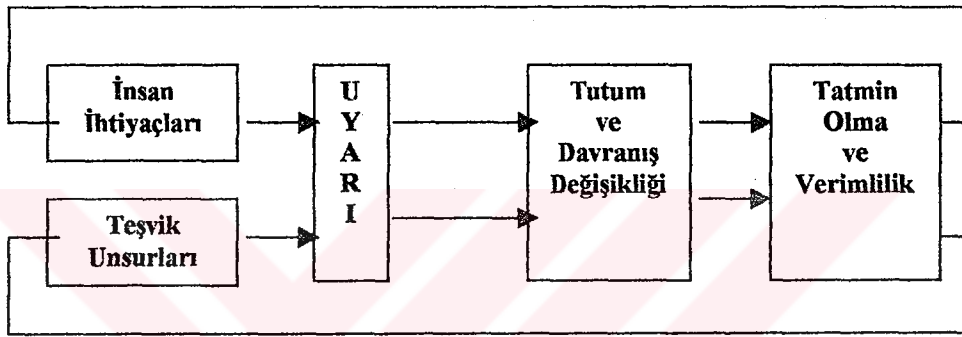 İnsan
İhtiyaçları
Teşvik
Unsurları
U
Y
A
R
I
Tutum
ve
Davranış
Değişikliği
Tatmin
Olma
ve
Verimlilik